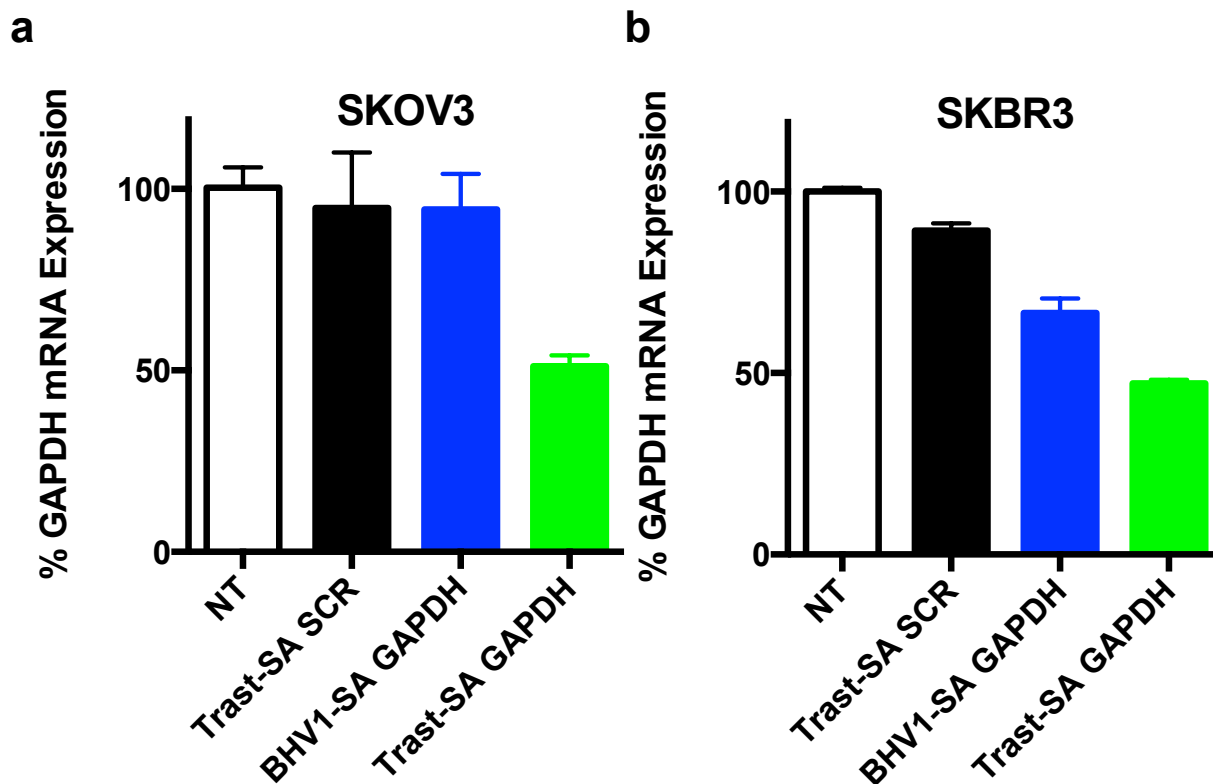 a
SKOV3
% GAPDH mRNA Expression
100
50
0
NT
Trast-SA SCR
BHV1-SA GAPDH
Trast-SA GAPDH
b
SKBR3
% GAPDH mRNA Expression
100
50
0
NT
Trast-SA SCR
BHV1-SA GAPDH
Trast-SA GAPDH